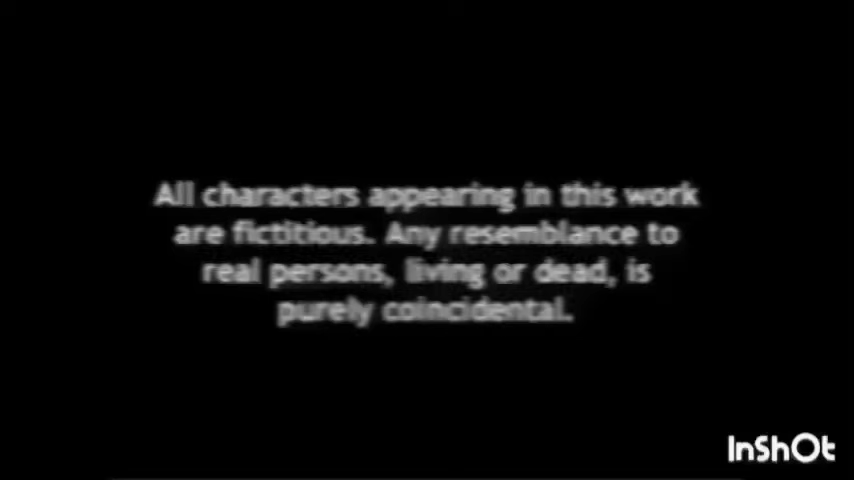 All characters appearing in this work
are fictitious. Any resemblance to
real persons, living or dead, is
purely coincidental.
InShOt